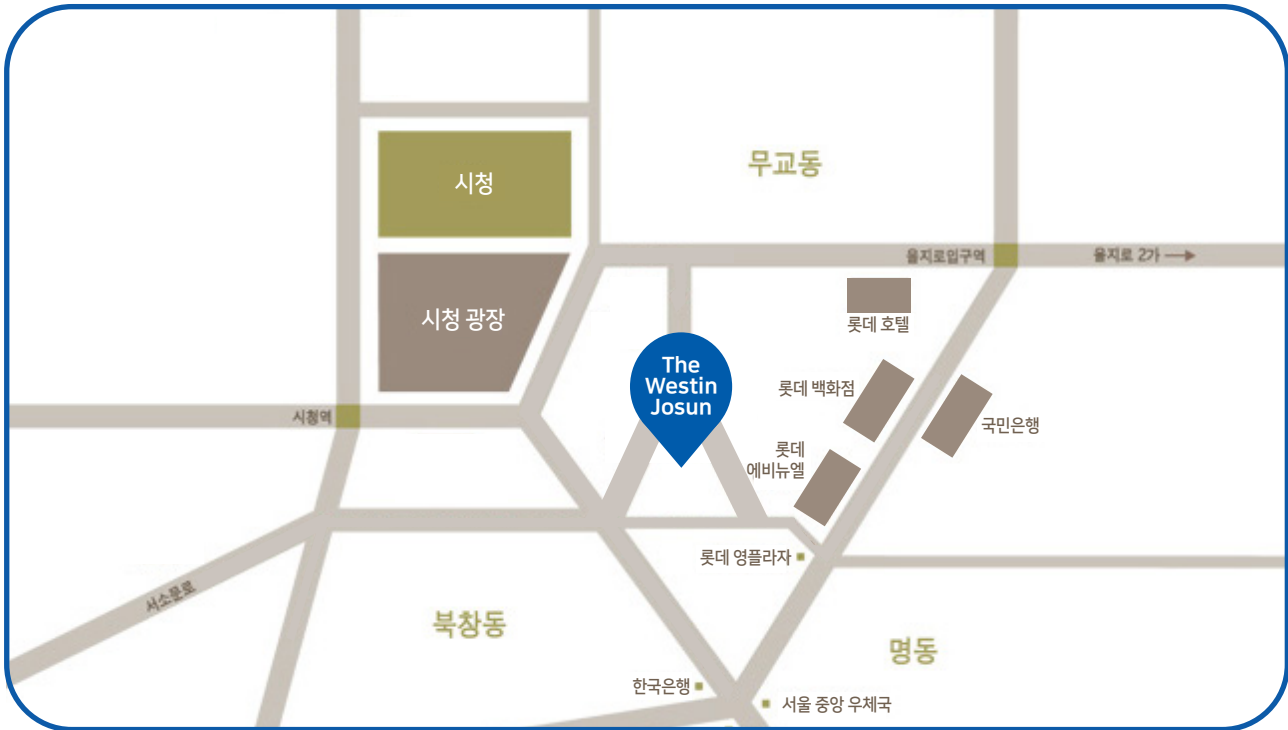 무교동
시청
을지로입구역
을지로 2가
시청 광장
롯데 호텔
The
Westin
Josun
롯데 백화점
시청역
국민은행
롯데
에비뉴엘
롯데 영플라자
서소문로
북창동
명동
한국은행
서울 중앙 우체국